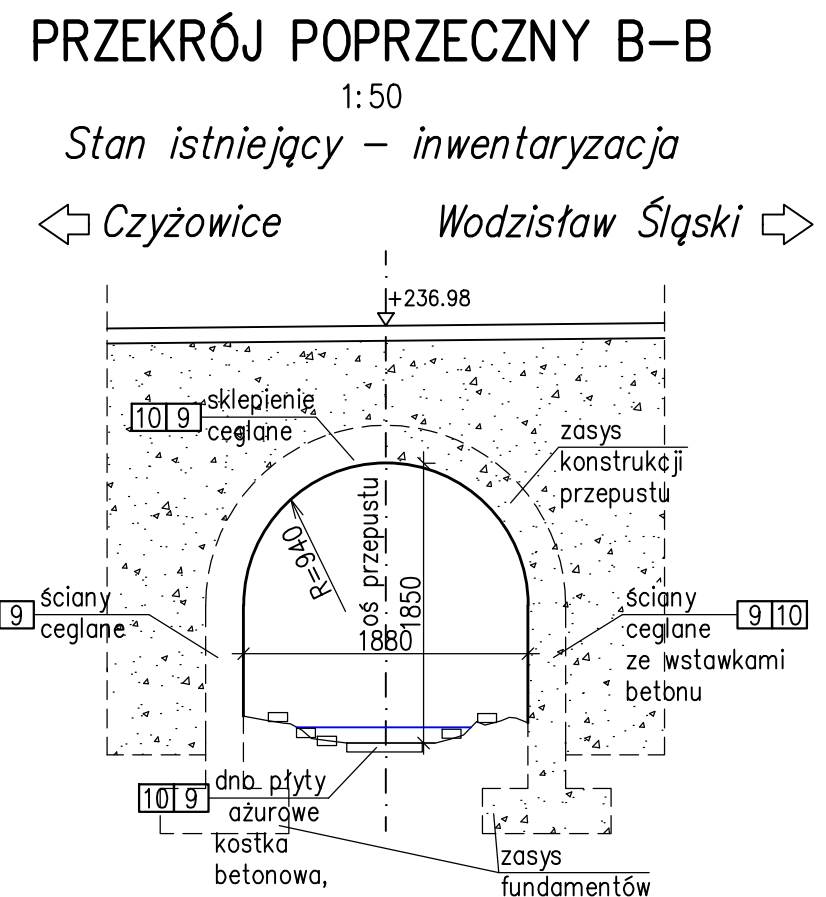 PRZEKRÓJ POPRZECZNY B-B
1:50
Stan istniejący - inwentaryzacja
Czyżowice
Wodzisław Śląski
+236.98
10 9
sklepienie
ceglane
zasys
konstrukcji
przepustu
R=940
oś przepustu
1850
1880
9
ściany
ceglane
ściany
ceglane
ze wstawkami
betonu
9 10
10 9
dno płyty
ażurowe
kostka
betonowa,
zasys
fundamentów